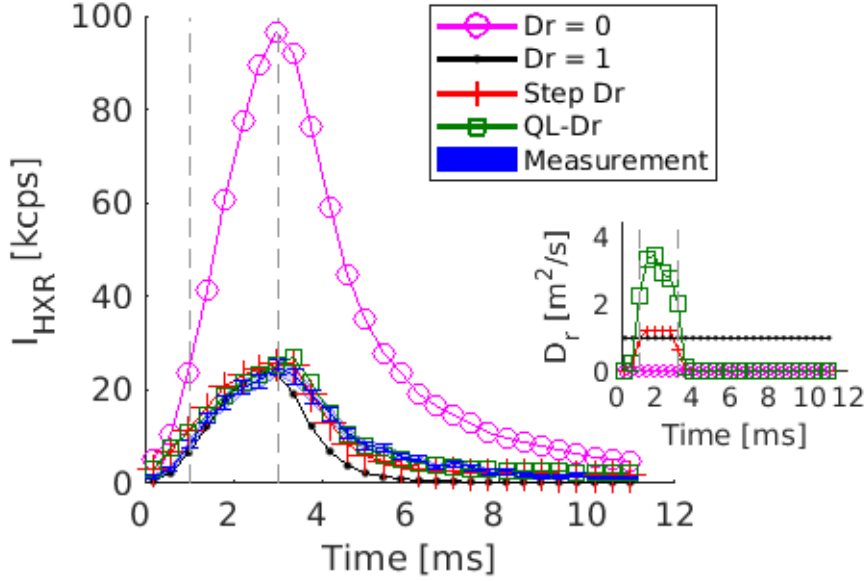 100
80
60
40
20
0
I_HXR [kcps]
0 2 4 6 8 10 12
Time [ms]
Dr = 0
Dr = 1
Step Dr
QL-Dr
Measurement
4
2
0
D_r [m^2/s]
0 2 4 6 8 10 12
Time [ms]